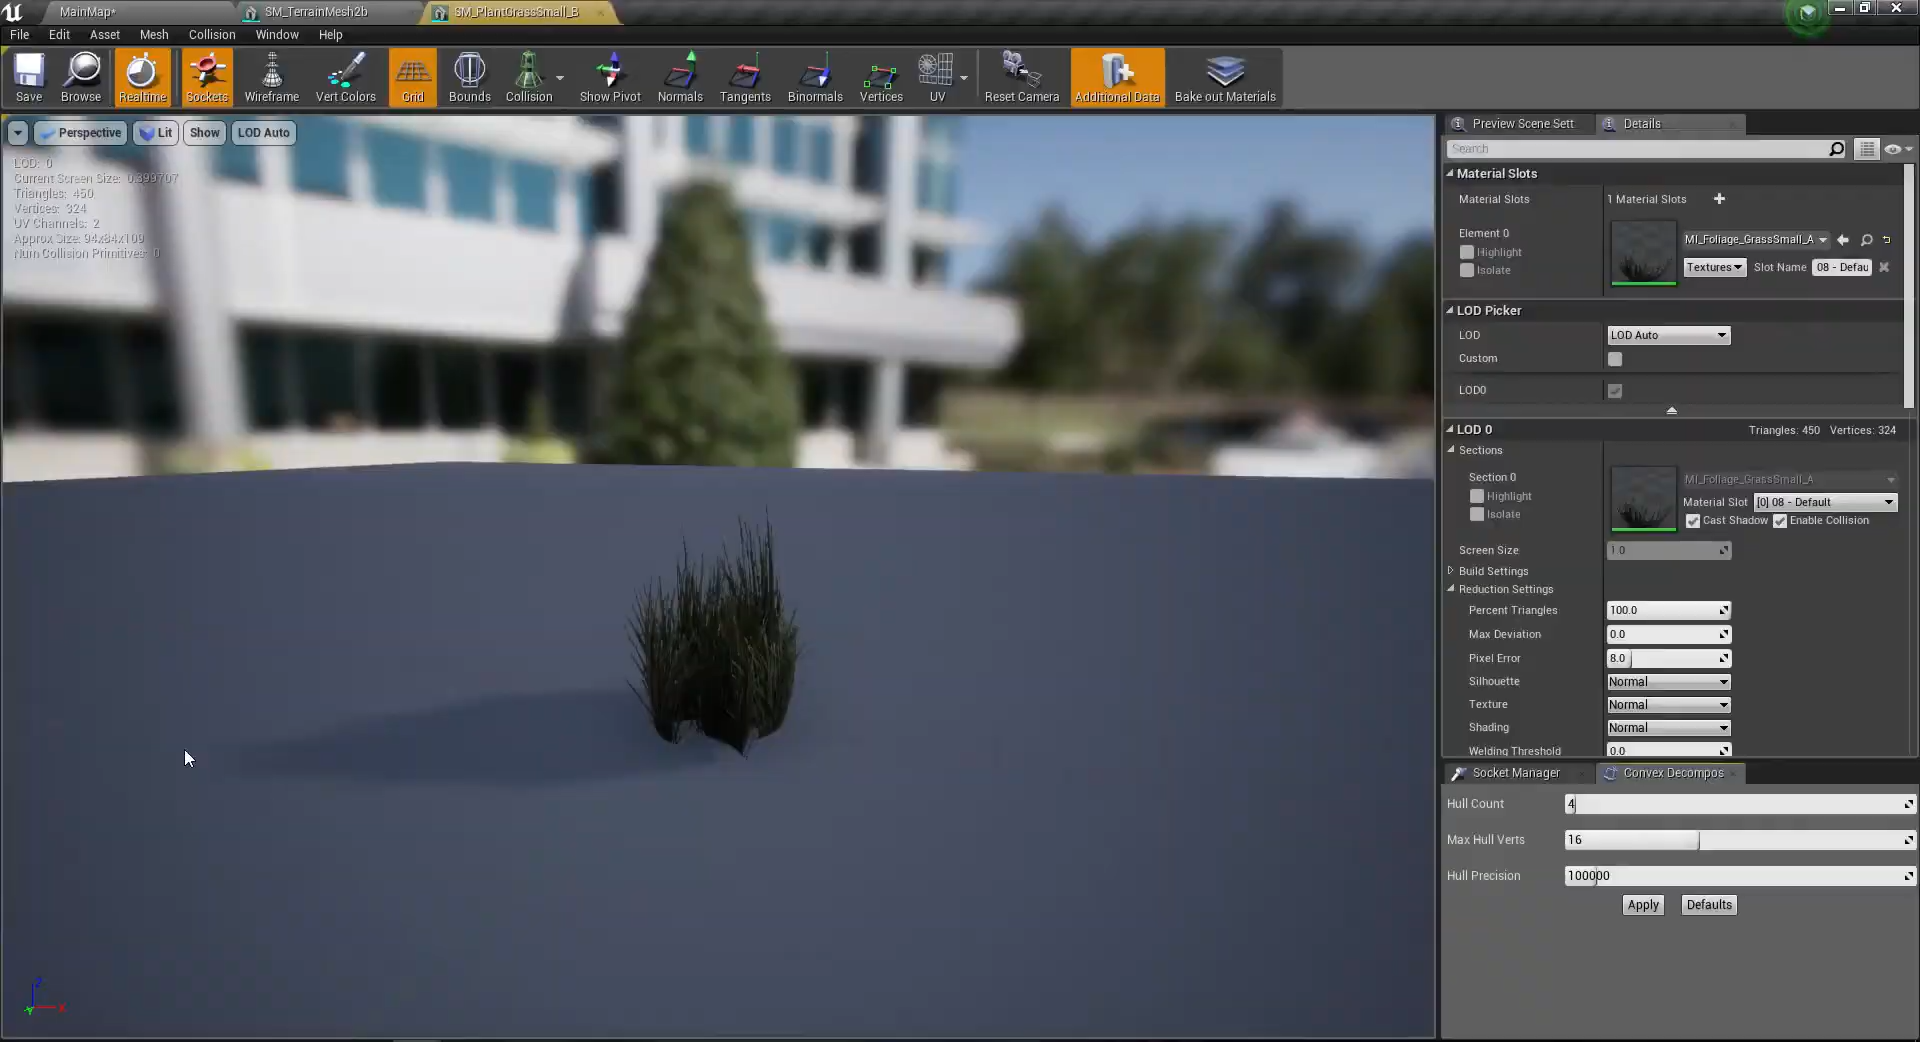 MainMap*
SM_TerrainMesh2b
SM_PlantGrassSmall_B
File Edit Asset Mesh Collision Window Help
Save Browse Realtime Sockets Wireframe Vert Colors Grid Bounds Collision Show Pivot Normals Tangents Binormals Vertices UV Reset Camera Additional Data Bake out Materials
Perspective Lit Show LOD Auto
LOD: 0
Current Screen Size: 0.399707
Triangles: 450
Vertices: 324
UV Channels: 2
Approx Size: 94x84x109
Num Collision Primitives: 0
Z
Y
X
Preview Scene Sett
Details
Search
Material Slots
Material Slots 1 Material Slots
Element 0
Highlight
Isolate
MI_Foliage_GrassSmall_A
Textures Slot Name 08 - Defau
LOD Picker
LOD LOD Auto
Custom
LOD0
LOD 0 Triangles: 450 Vertices: 324
Sections
Section 0
Highlight
Isolate
MI_Foliage_GrassSmall_A
Material Slot [0] 08 - Default
Cast Shadow Enable Collision
Screen Size 1.0
Build Settings
Reduction Settings
Percent Triangles 100.0
Max Deviation 0.0
Pixel Error 8.0
Silhouette Normal
Texture Normal
Shading Normal
Welding Threshold 0.0
Socket Manager
Convex Decompos
Hull Count 4
Max Hull Verts 16
Hull Precision 100000
Apply Defaults